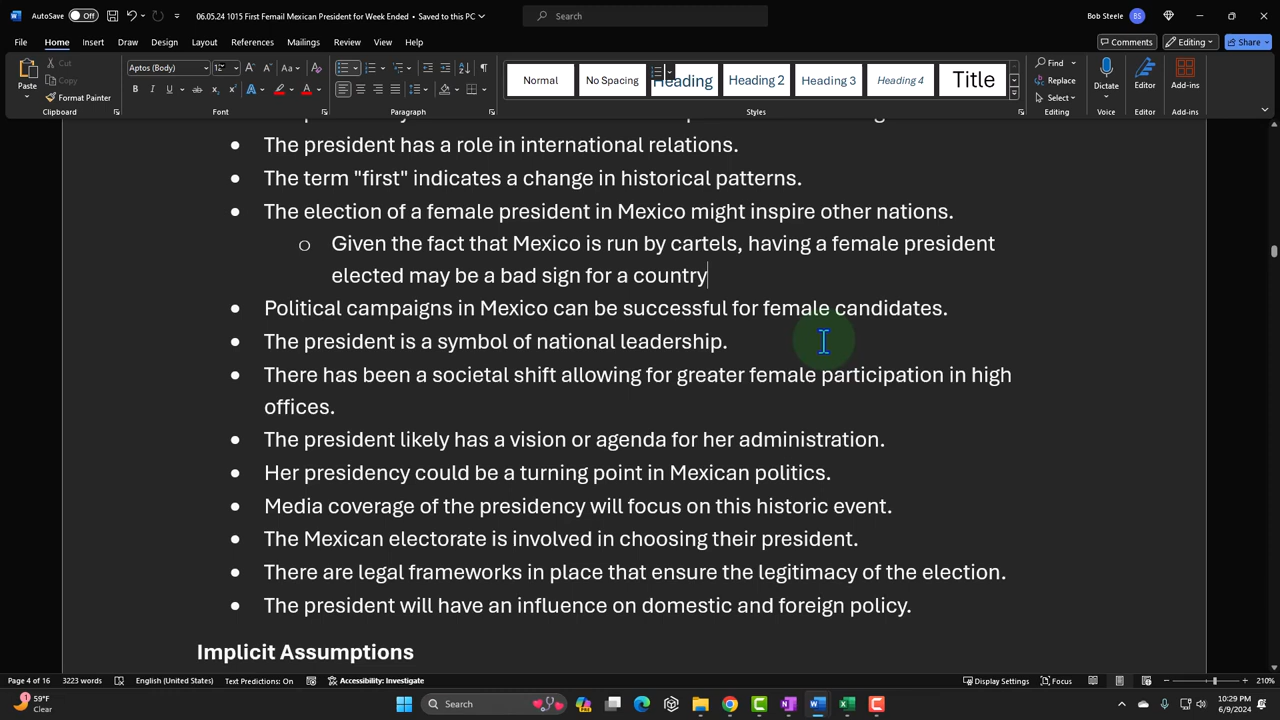 AutoSave Off 06.05.24 1015 First Femail Mexican President for Week Ended • Saved to this PC Search Bob Steele BS
File Home Insert Draw Design Layout References Mailings Review View Help Comments Editing Share
Paste Cut Copy Format Painter Aptos (Body) 12 Normal No Spacing Heading Heading 2 Heading 3 Heading 4 Title Find Replace Select Dictate Editor Add-ins
Clipboard Font Paragraph Styles Editing Voice Editor Add-ins
The president has a role in international relations.
The term "first" indicates a change in historical patterns.
The election of a female president in Mexico might inspire other nations.
Given the fact that Mexico is run by cartels, having a female president
elected may be a bad sign for a country
Political campaigns in Mexico can be successful for female candidates.
The president is a symbol of national leadership.
There has been a societal shift allowing for greater female participation in high
offices.
The president likely has a vision or agenda for her administration.
Her presidency could be a turning point in Mexican politics.
Media coverage of the presidency will focus on this historic event.
The Mexican electorate is involved in choosing their president.
There are legal frameworks in place that ensure the legitimacy of the election.
The president will have an influence on domestic and foreign policy.
Implicit Assumptions
Page 4 of 16 3223 words English (United States) Text Predictions: On Accessibility: Investigate Display Settings Focus 210%
59°F Cloudy Search 10:29 PM
6/9/2024